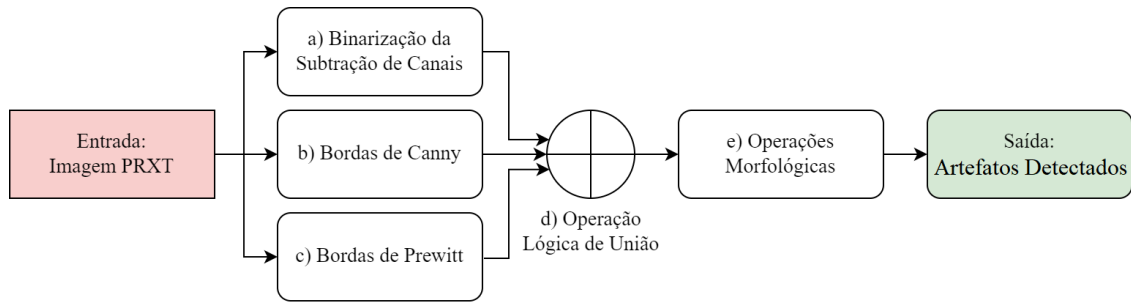 Entrada:
Imagem PRXT
a) Binarização da
Subtração de Canais
b) Bordas de Canny
c) Bordas de Prewitt
d) Operação
Lógica de União
e) Operações
Morfológicas
Saída:
Artefatos Detectados